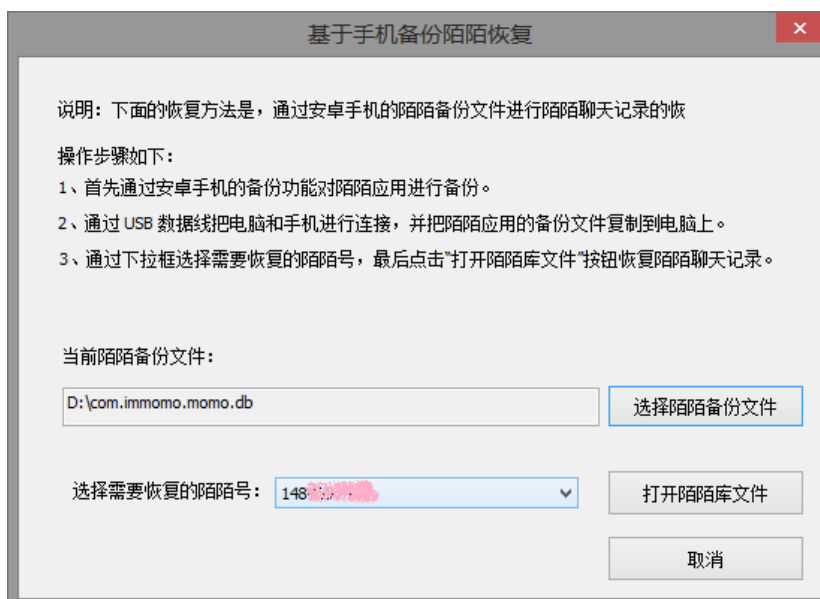 基于手机备份陌陌恢复
说明：下面的恢复方法是，通过安卓手机的陌陌备份文件进行陌陌聊天记录的恢
操作步骤如下：
1、首先通过安卓手机的备份功能对陌陌应用进行备份。
2、通过 USB 数据线把电脑和手机进行连接，并把陌陌应用的备份文件复制到电脑上。
3、通过下拉框选择需要恢复的陌陌号，最后点击"打开陌陌库文件"按钮恢复陌陌聊天记录。
当前陌陌备份文件：
D:\com.immomo.momo.db
选择陌陌备份文件
选择需要恢复的陌陌号：
148
打开陌陌库文件
取消